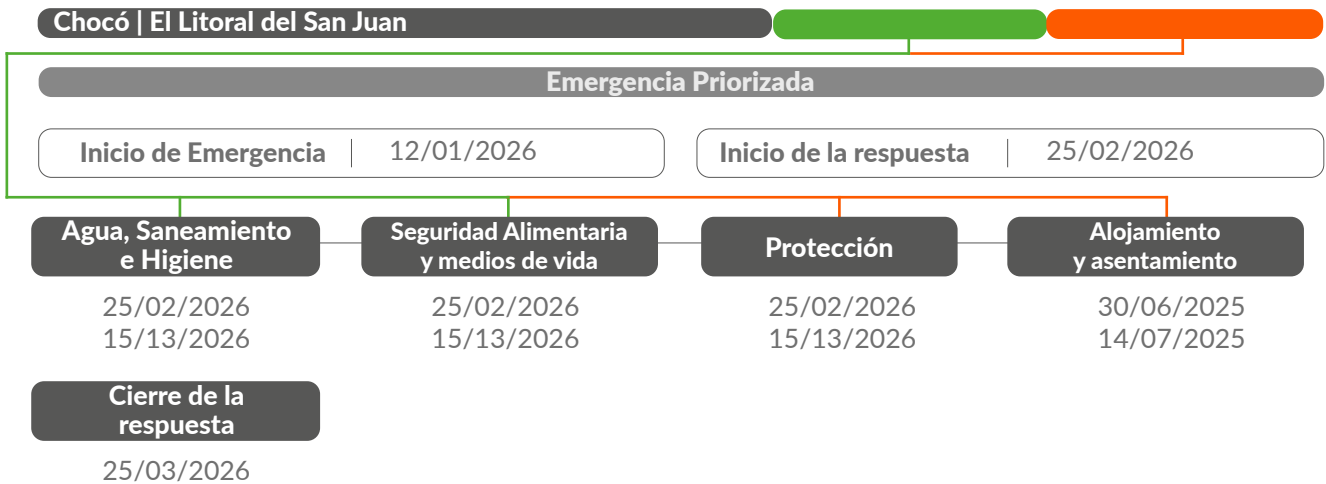 Chocó | El Litoral del San Juan
Emergencia Priorizada
Inicio de Emergencia | 12/01/2026
Inicio de la respuesta | 25/02/2026
Agua, Saneamiento
e Higiene
25/02/2026
15/13/2026
Seguridad Alimentaria
y medios de vida
25/02/2026
15/13/2026
Protección
25/02/2026
15/13/2026
Alojamiento
y asentamiento
30/06/2025
14/07/2025
Cierre de la
respuesta
25/03/2026